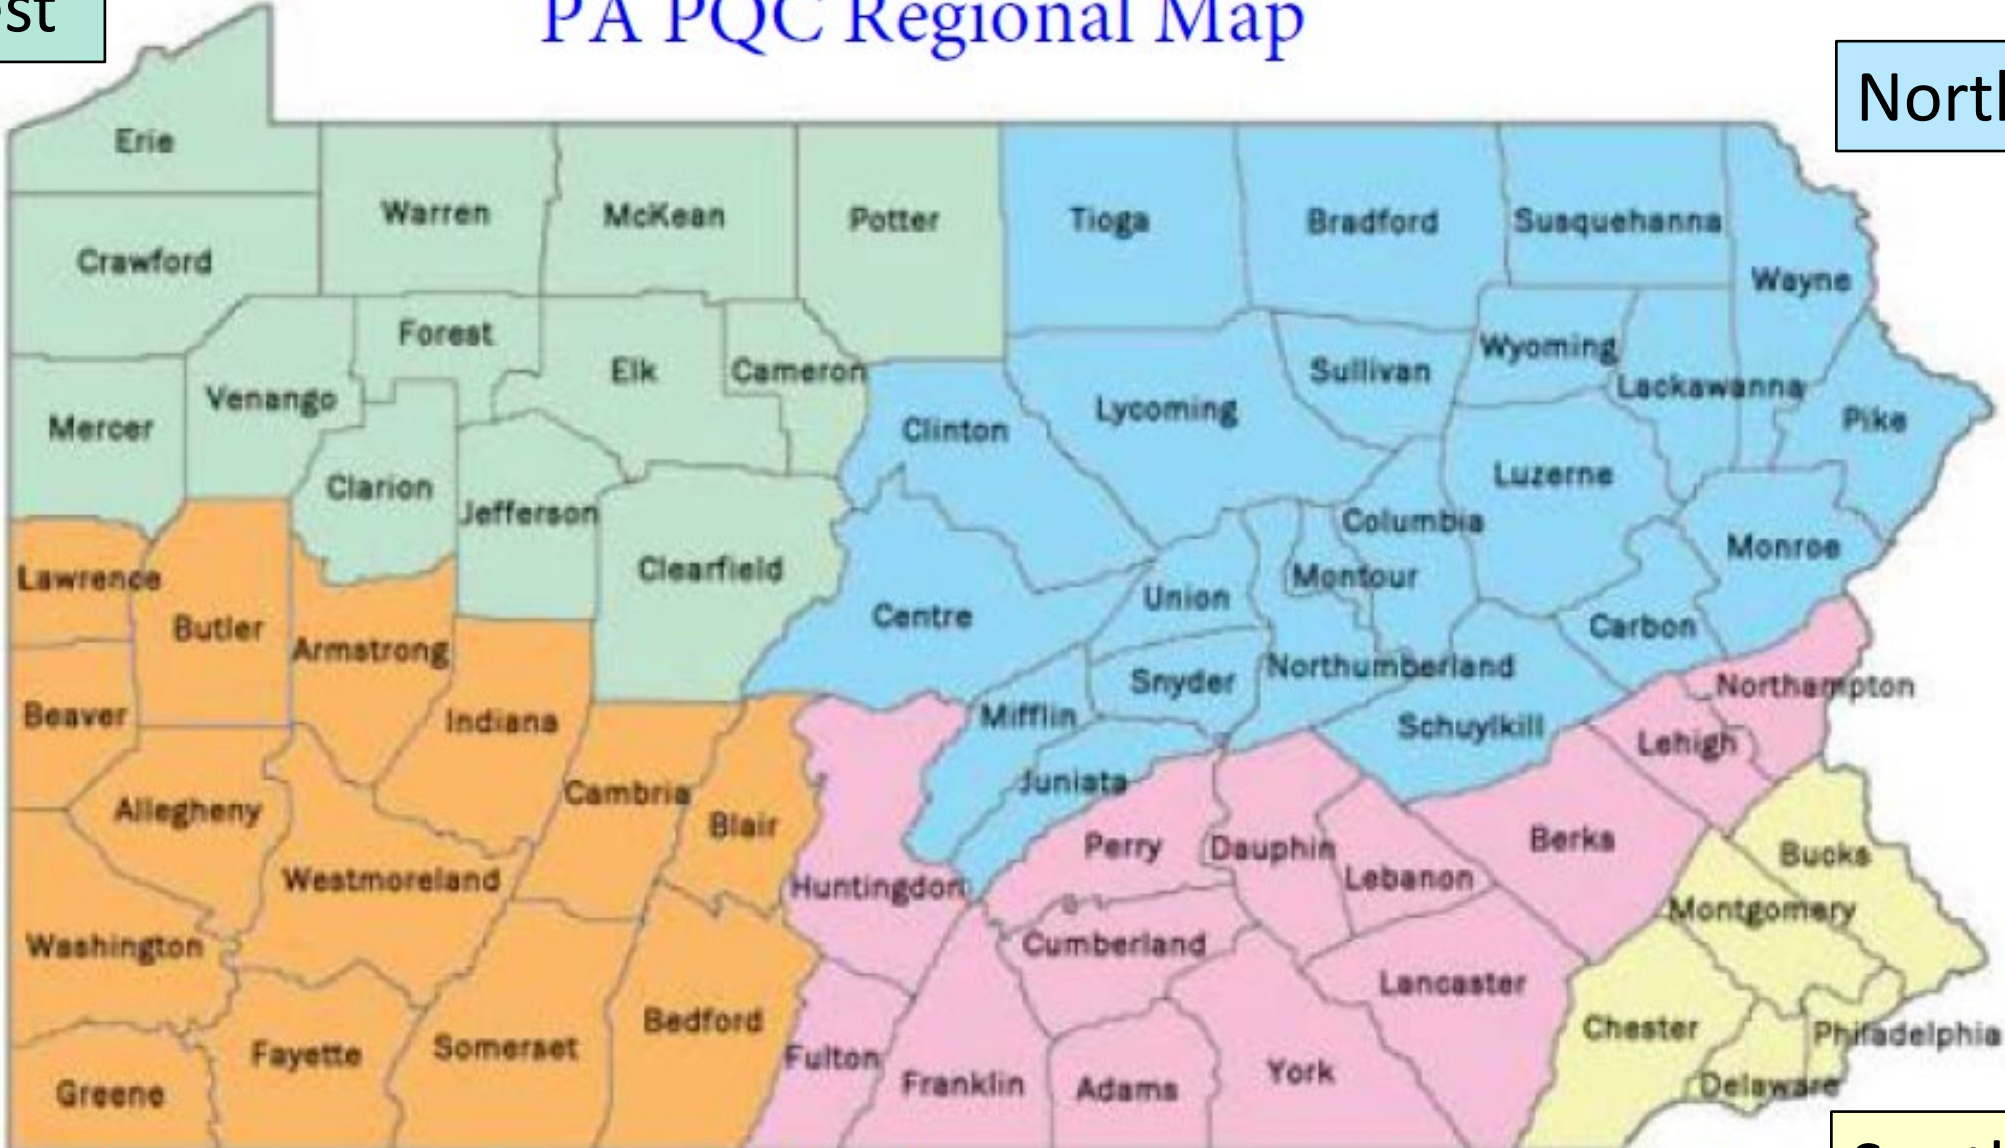 est
PA PQC Regional Map
North
Erie
Warren
McKean
Potter
Tioga
Bradford
Susquehanna
Crawford
Wayne
Forest
Wyoming
Venango
Elk
Cameron
Sullivan
Lackawanna
Mercer
Clinton
Lycoming
Pike
Clarion
Jefferson
Luzerne
Columbia
Monroe
Lawrence
Clearfield
Montour
Butler
Centre
Union
Carbon
Armstrong
Northumberland
Snyder
Northampton
Beaver
Indiana
Mifflin
Schuylkill
Lehigh
Allegheny
Cambria
Juniata
Blair
Perry
Dauphin
Berks
Bucks
Westmoreland
Huntingdon
Lebanon
Montgomery
Washington
Cumberland
Lancaster
Bedford
Chester
Philadelphia
Fayette
Somerset
Fulton
Greene
Franklin
Adams
York
Delaware